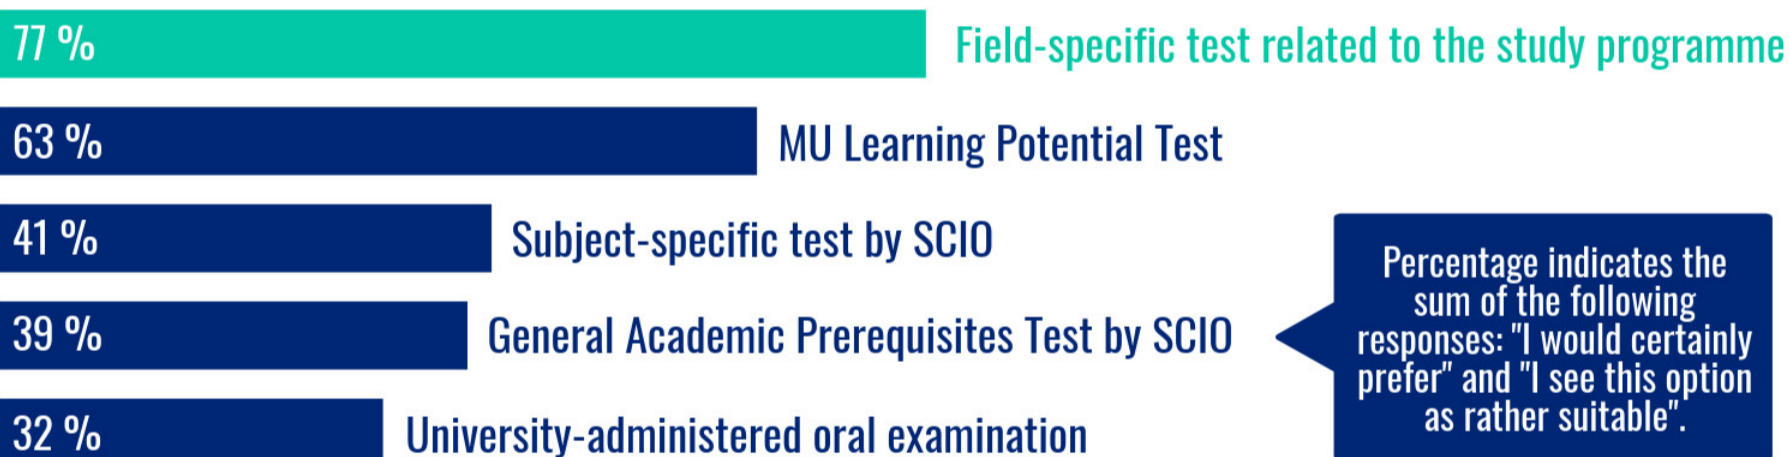 77 % Field-specific test related to the study programme
63 % MU Learning Potential Test
41 % Subject-specific test by SCIO
39 % General Academic Prerequisites Test by SCIO
32 % University-administered oral examination
Percentage indicates the
sum of the following
responses: "I would certainly
prefer" and "I see this option
as rather suitable".